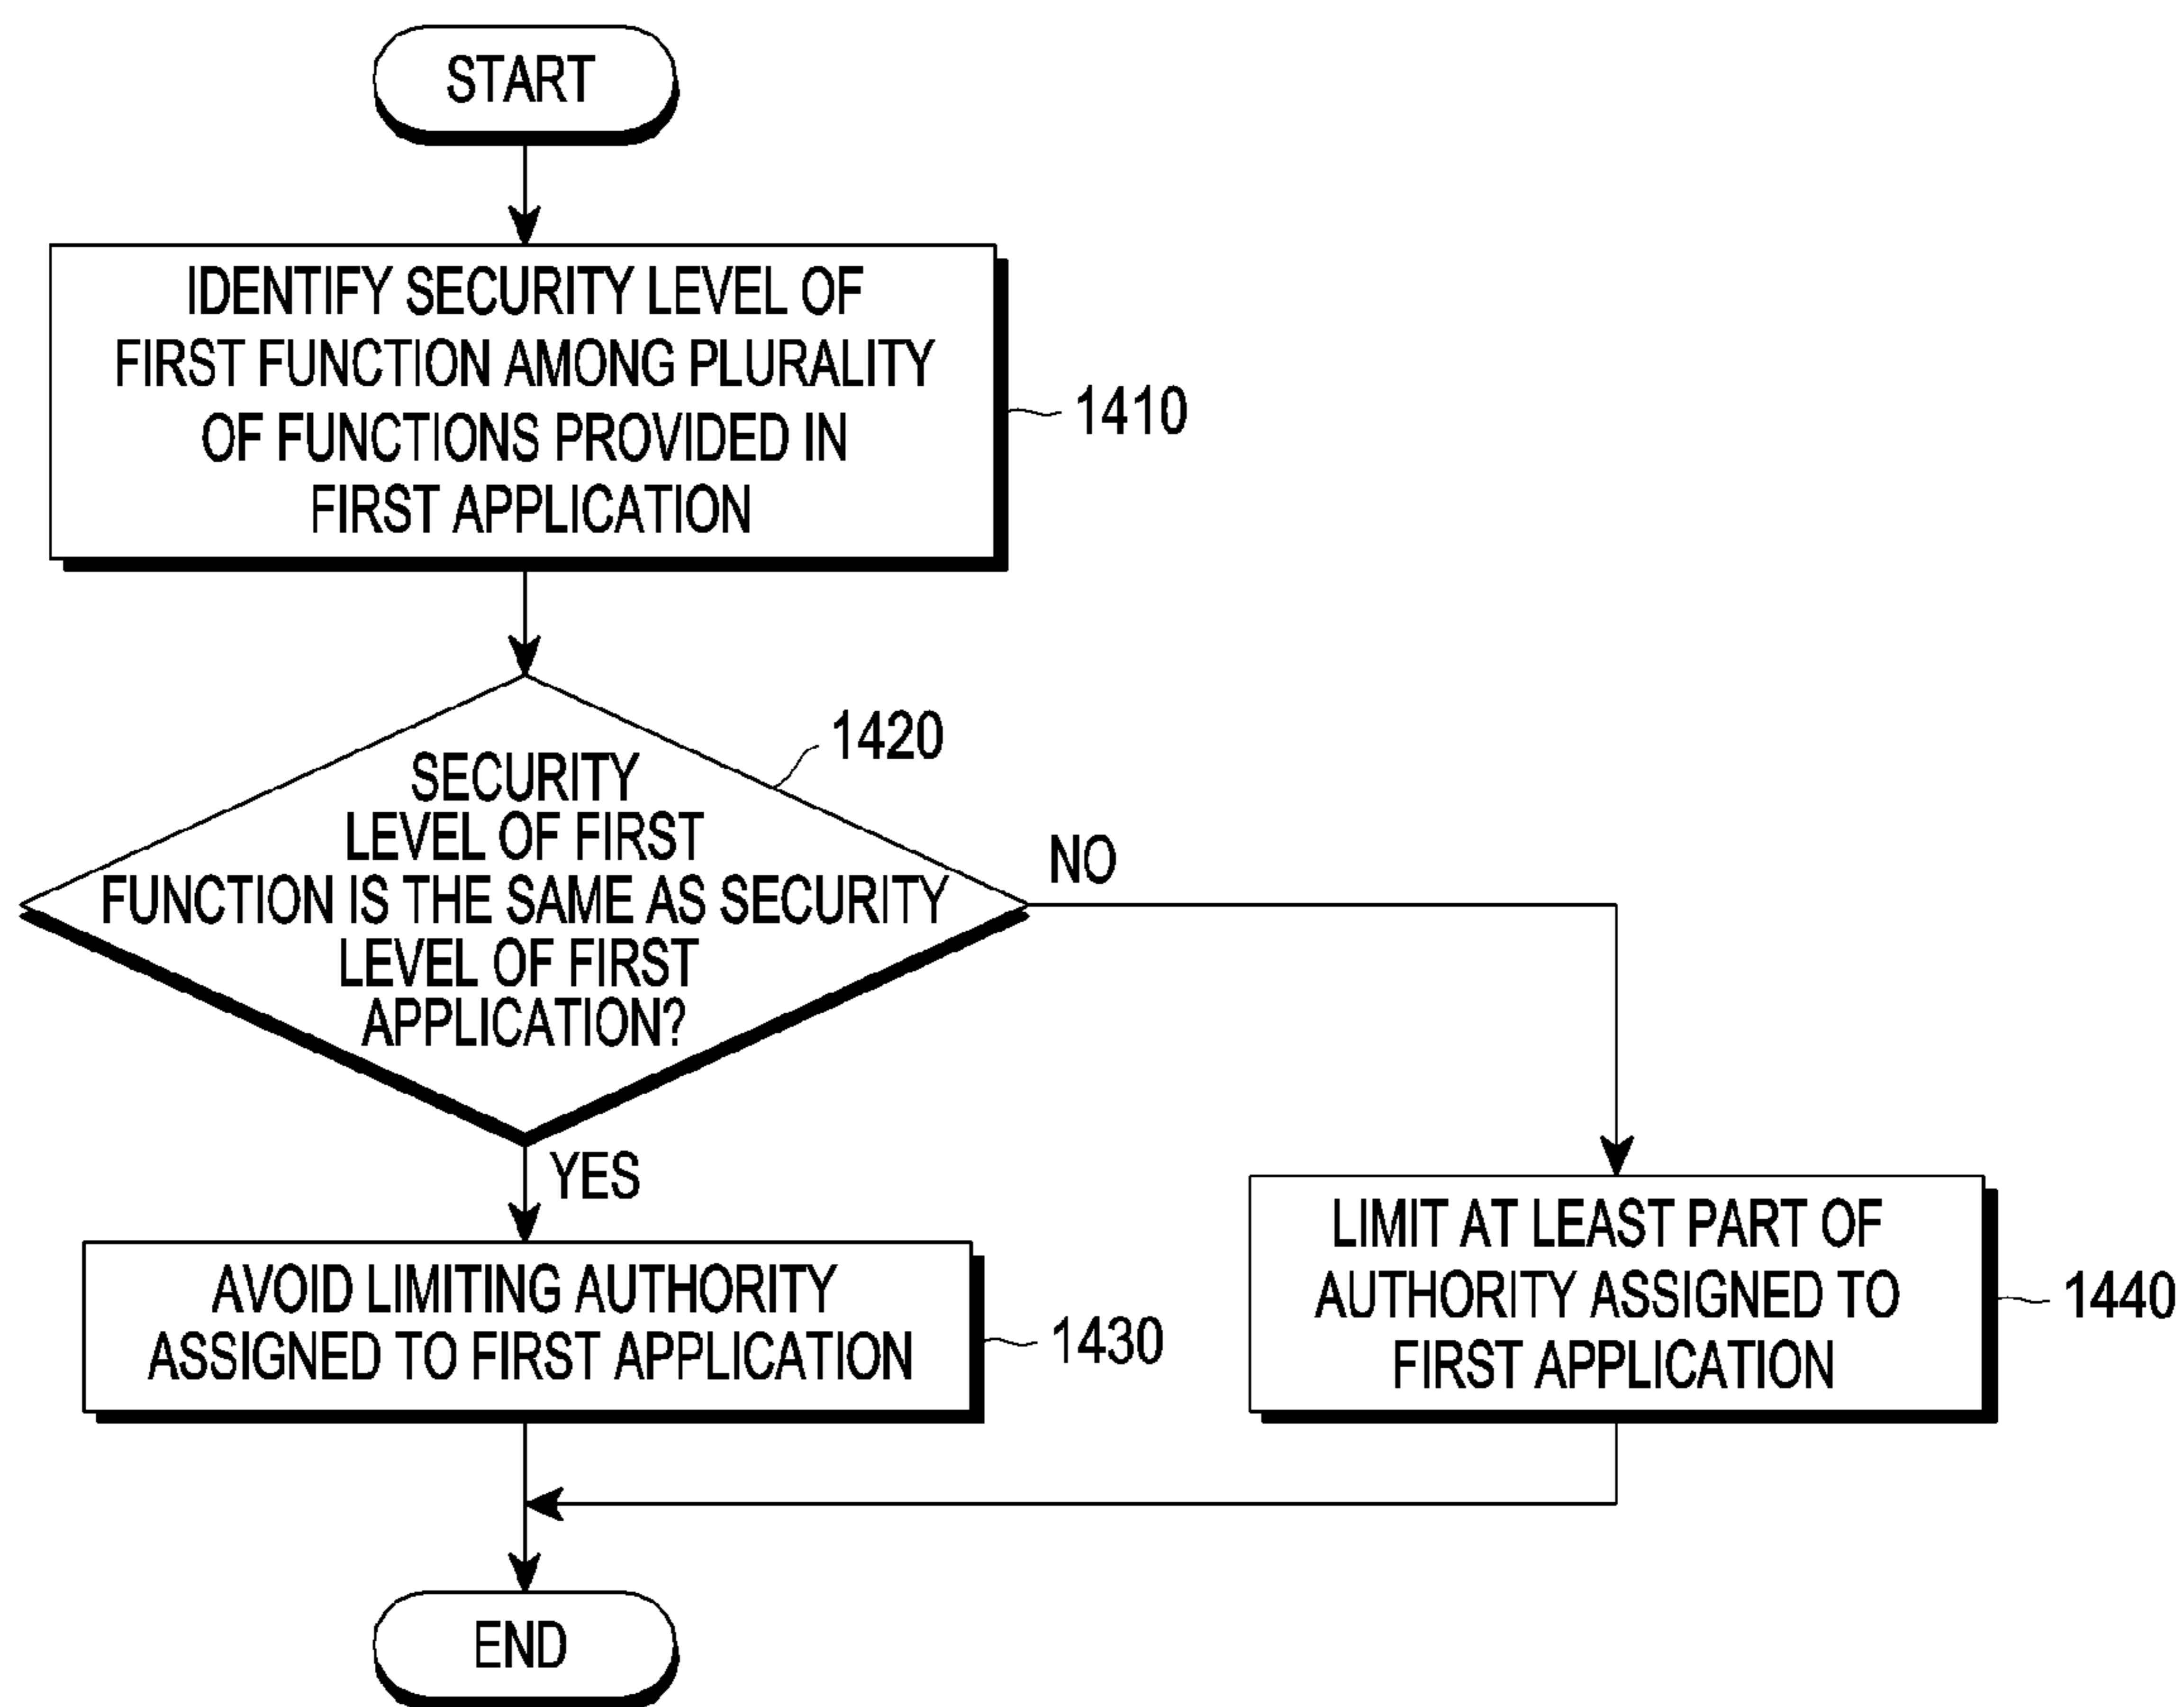 START
IDENTIFY SECURITY LEVEL OF
FIRST FUNCTION AMONG PLURALITY
OF FUNCTIONS PROVIDED IN
FIRST APPLICATION
1410
1420
SECURITY
LEVEL OF FIRST
FUNCTION IS THE SAME AS SECURITY
LEVEL OF FIRST
APPLICATION?
NO
YES
AVOID LIMITING AUTHORITY
ASSIGNED TO FIRST APPLICATION
1430
LIMIT AT LEAST PART OF
AUTHORITY ASSIGNED TO
FIRST APPLICATION
1440
END